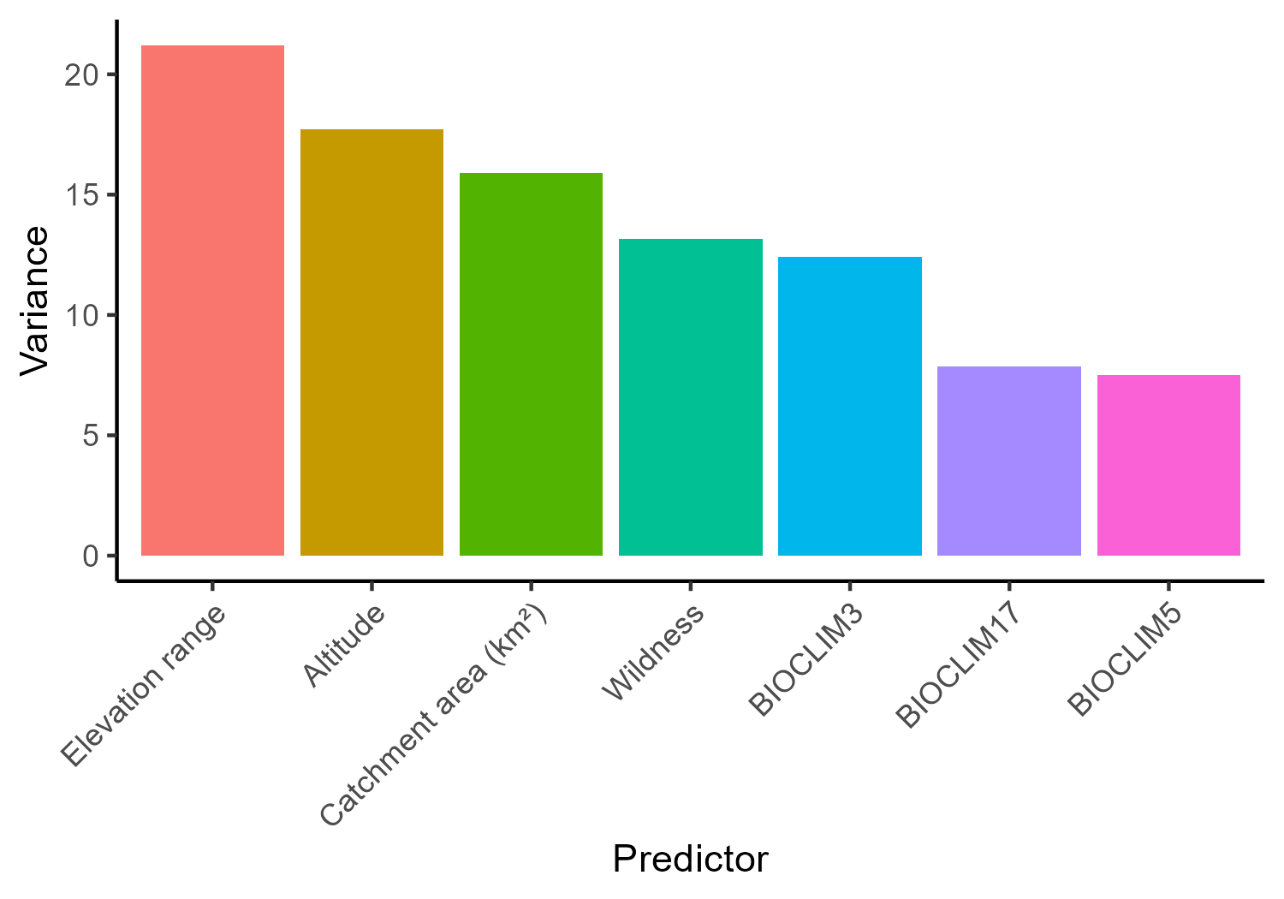 Variance
20
15
10
5
0
Elevation range
Altitude
Catchment area (km²)
Wildness
BIOCLIM3
BIOCLIM17
BIOCLIM5
Predictor